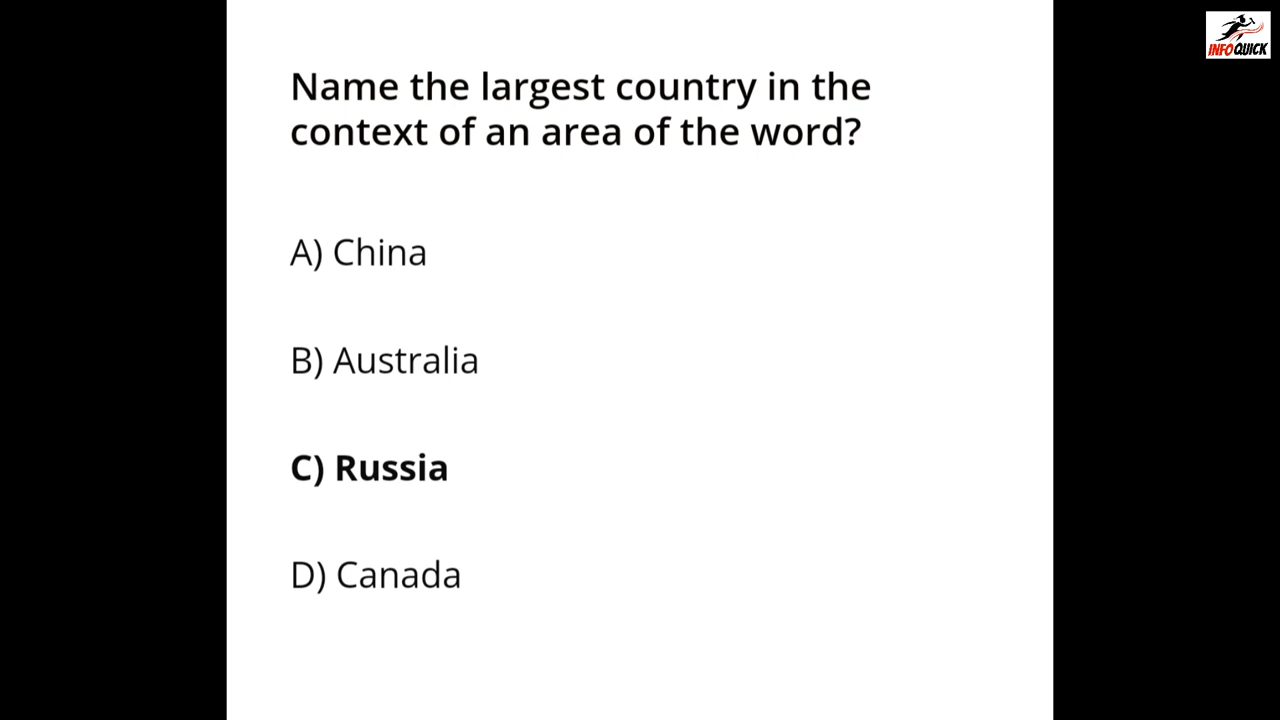 INFOQUICK
Name the largest country in the
context of an area of the word?
A) China
B) Australia
C) Russia
D) Canada